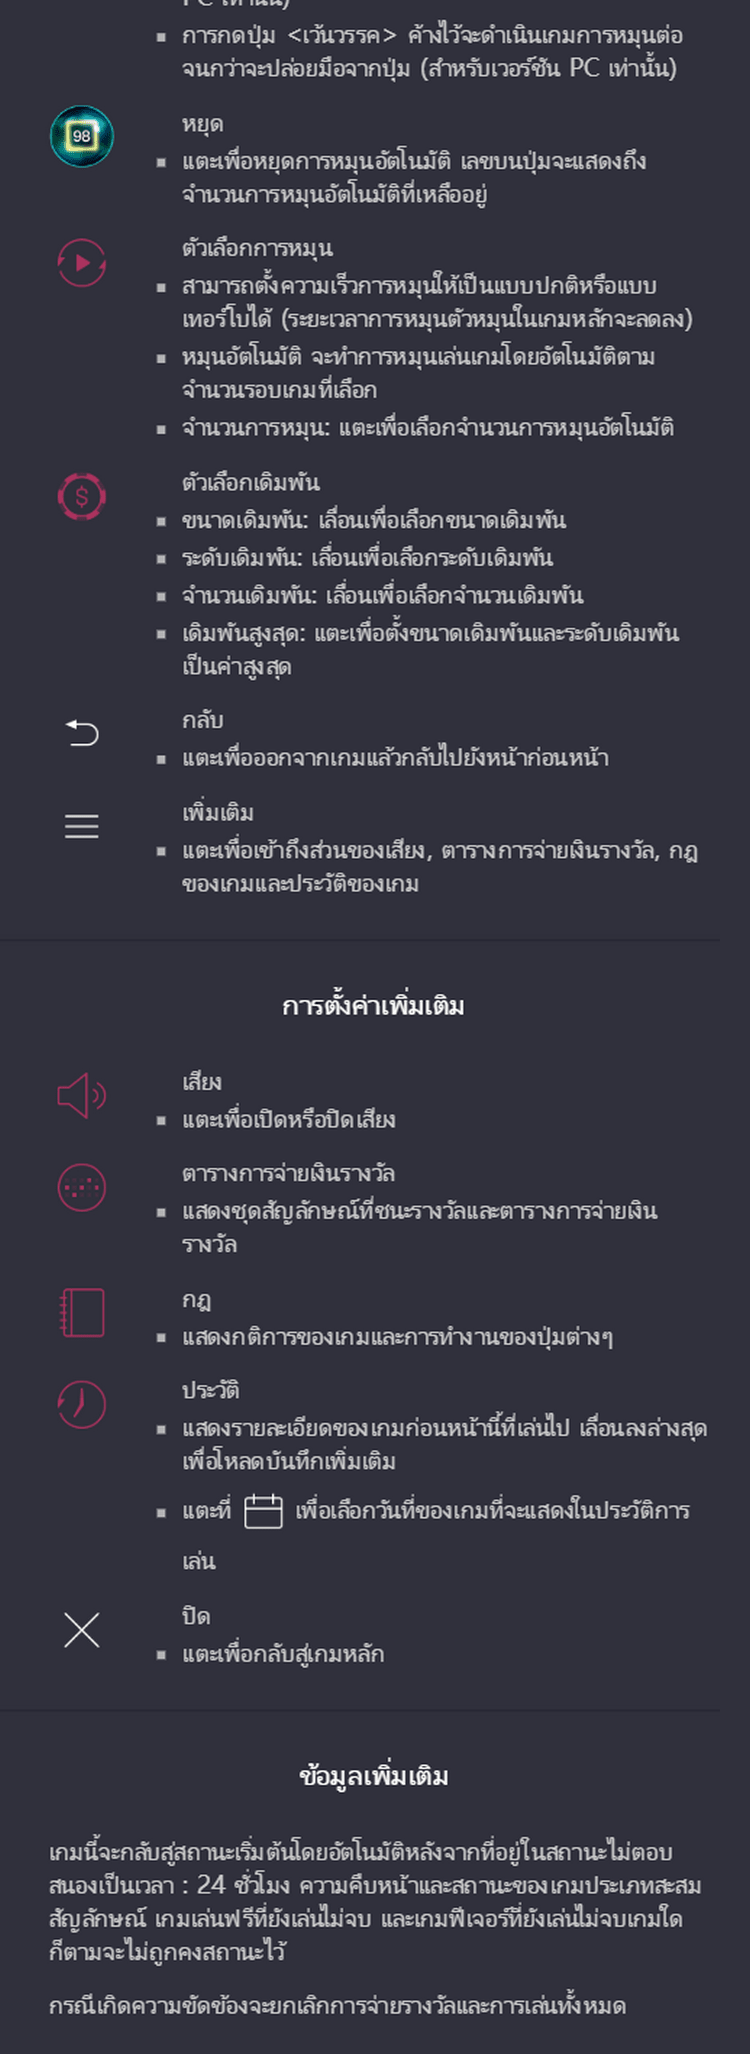 PC เท่านั้น)
การกดปุ่ม <เว้นวรรค> ค้างไว้จะดำเนินเกมการหมุนต่อ
จนกว่าจะปล่อยมือจากปุ่ม (สำหรับเวอร์ชัน PC เท่านั้น)
98
หยุด
แตะเพื่อหยุดการหมุนอัตโนมัติ เลขบนปุ่มจะแสดงถึง
จำนวนการหมุนอัตโนมัติที่เหลืออยู่
ตัวเลือกการหมุน
สามารถตั้งความเร็วการหมุนให้เป็นแบบปกติหรือแบบ
เทอร์โบได้ (ระยะเวลาการหมุนตัวหมุนในเกมหลักจะลดลง)
หมุนอัตโนมัติ จะทำการหมุนเล่นเกมโดยอัตโนมัติตาม
จำนวนรอบเกมที่เลือก
จำนวนการหมุน: แตะเพื่อเลือกจำนวนการหมุนอัตโนมัติ
$
ตัวเลือกเดิมพัน
ขนาดเดิมพัน: เลื่อนเพื่อเลือกขนาดเดิมพัน
ระดับเดิมพัน: เลื่อนเพื่อเลือกระดับเดิมพัน
จำนวนเดิมพัน: เลื่อนเพื่อเลือกจำนวนเดิมพัน
เดิมพันสูงสุด: แตะเพื่อตั้งขนาดเดิมพันและระดับเดิมพัน
เป็นค่าสูงสุด
กลับ
แตะเพื่อออกจากเกมแล้วกลับไปยังหน้าก่อนหน้า
เพิ่มเติม
แตะเพื่อเข้าถึงส่วนของเสียง, ตารางการจ่ายเงินรางวัล, กฎ
ของเกมและประวัติของเกม
การตั้งค่าเพิ่มเติม
เสียง
แตะเพื่อเปิดหรือปิดเสียง
ตารางการจ่ายเงินรางวัล
แสดงชุดสัญลักษณ์ที่ชนะรางวัลและตารางการจ่ายเงิน
รางวัล
กฎ
แสดงกติการของเกมและการทำงานของปุ่มต่างๆ
ประวัติ
แสดงรายละเอียดของเกมก่อนหน้านี้ที่เล่นไป เลื่อนลงล่างสุด
เพื่อโหลดบันทึกเพิ่มเติม
แตะที่ เพื่อเลือกวันที่ของเกมที่จะแสดงในประวัติการ
เล่น
ปิด
แตะเพื่อกลับสู่เกมหลัก
ข้อมูลเพิ่มเติม
เกมนี้จะกลับสู่สถานะเริ่มต้นโดยอัตโนมัติหลังจากที่อยู่ในสถานะไม่ตอบ
สนองเป็นเวลา : 24 ชั่วโมง ความคืบหน้าและสถานะของเกมประเภทสะสม
สัญลักษณ์ เกมเล่นฟรีที่ยังเล่นไม่จบ และเกมฟีเจอร์ที่ยังเล่นไม่จบเกมใด
ก็ตามจะไม่ถูกคงสถานะไว้
กรณีเกิดความขัดข้องจะยกเลิกการจ่ายรางวัลและการเล่นทั้งหมด